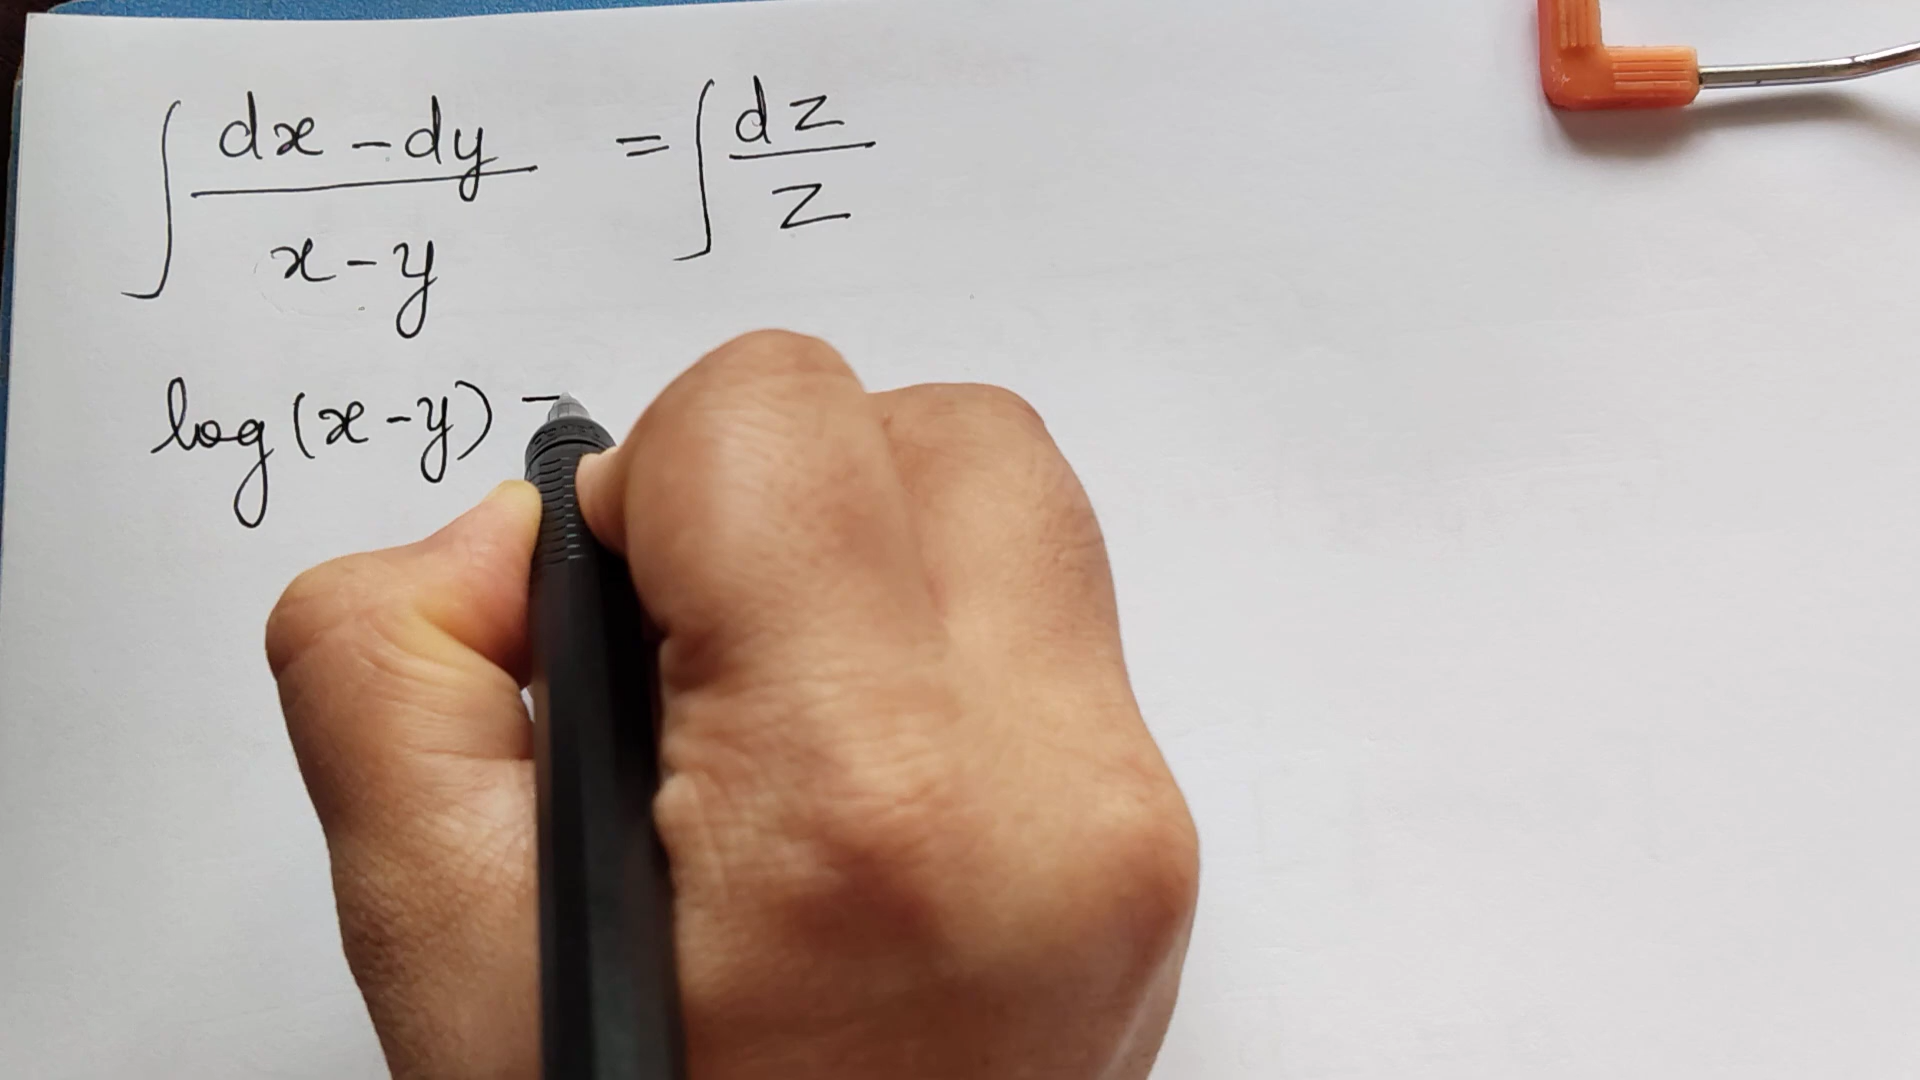 ∫ (dx - dy)/(x - y) = ∫ dz/z
log(x - y) -